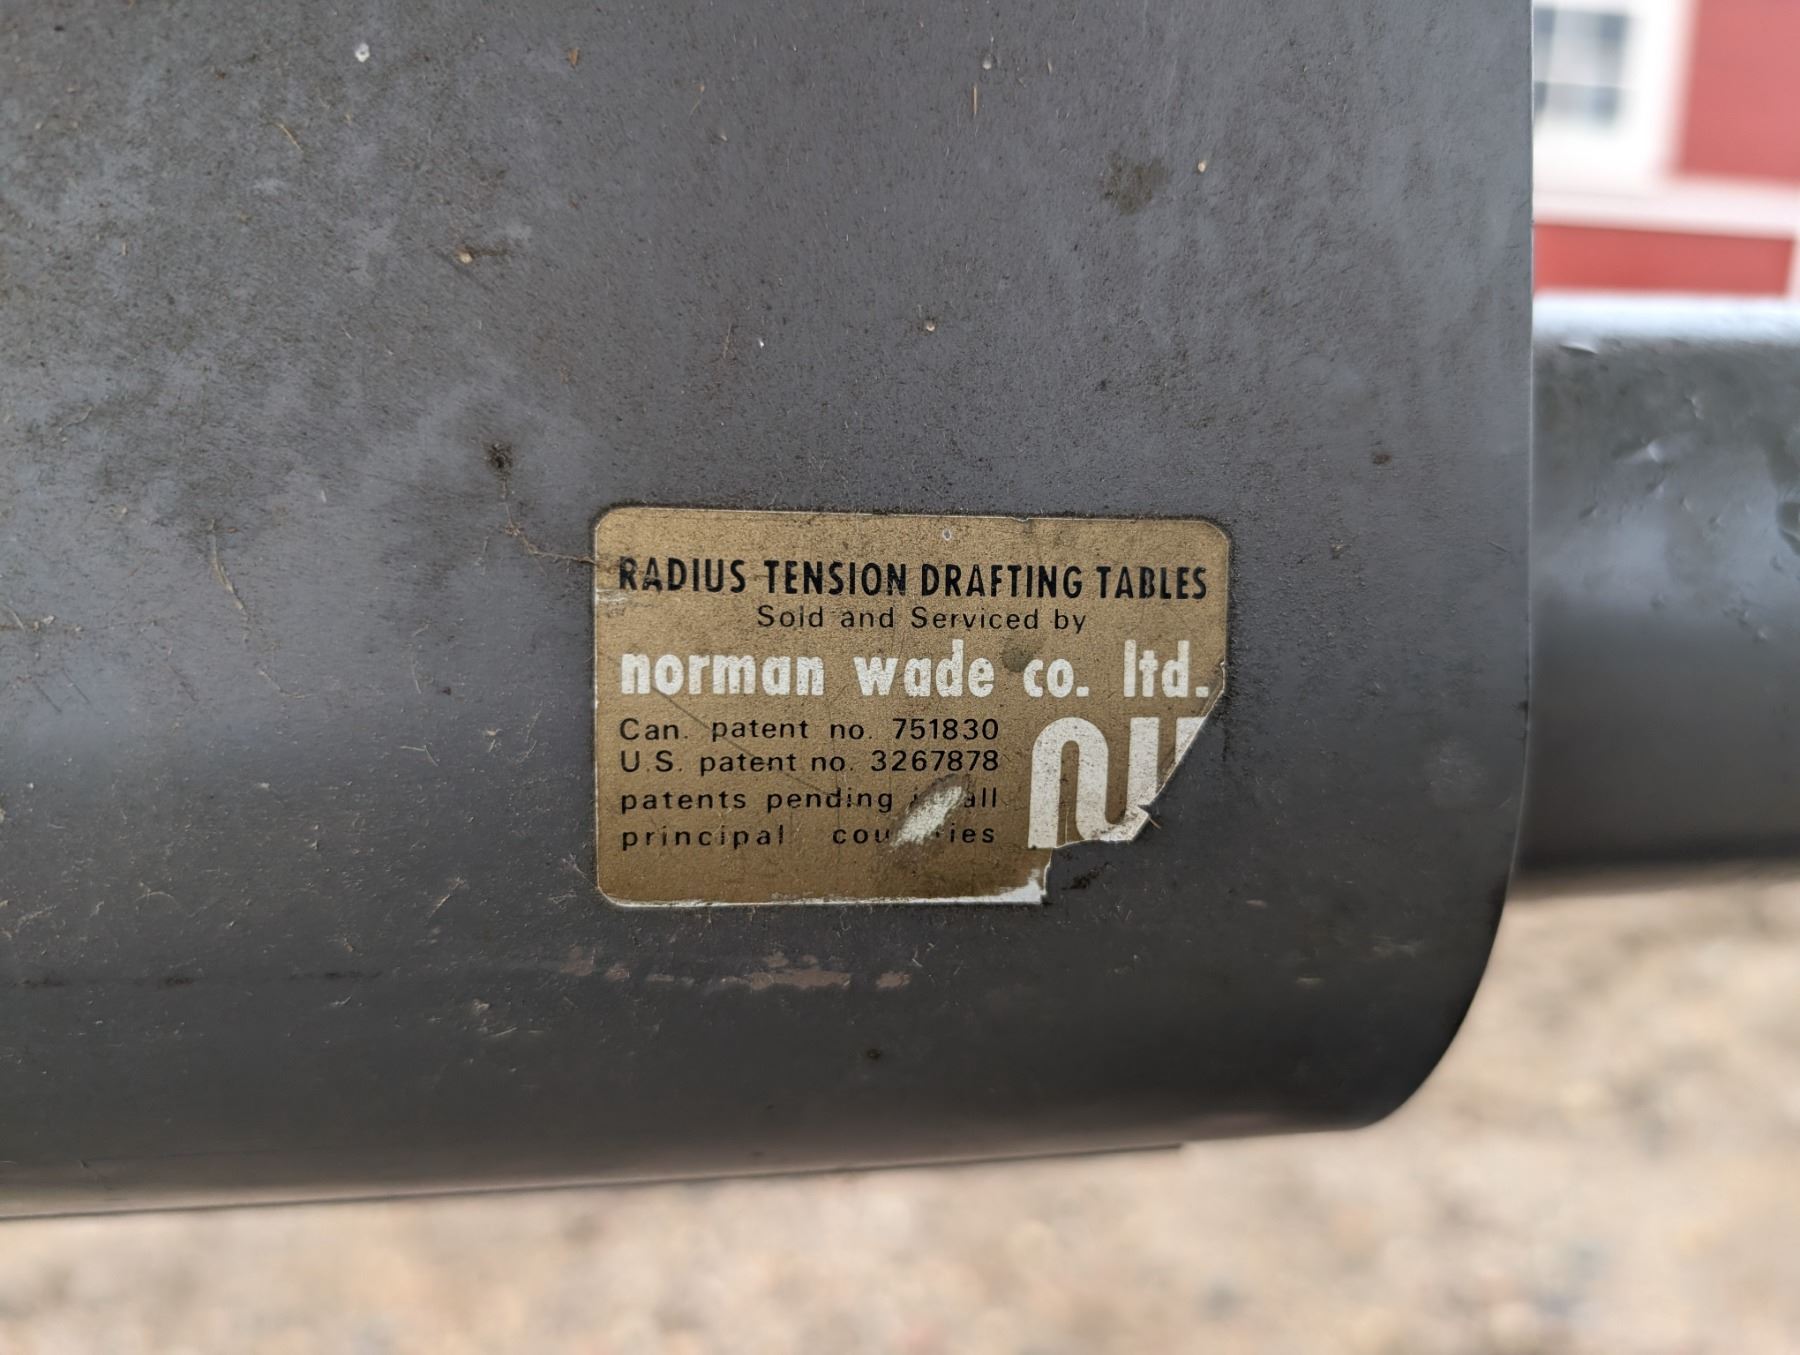 RADIUS TENSION DRAFTING TABLES
Sold and Serviced by
norman wade co. ltd.
Can. patent no. 751830
U.S. patent no. 3267878
patents pending all
principal